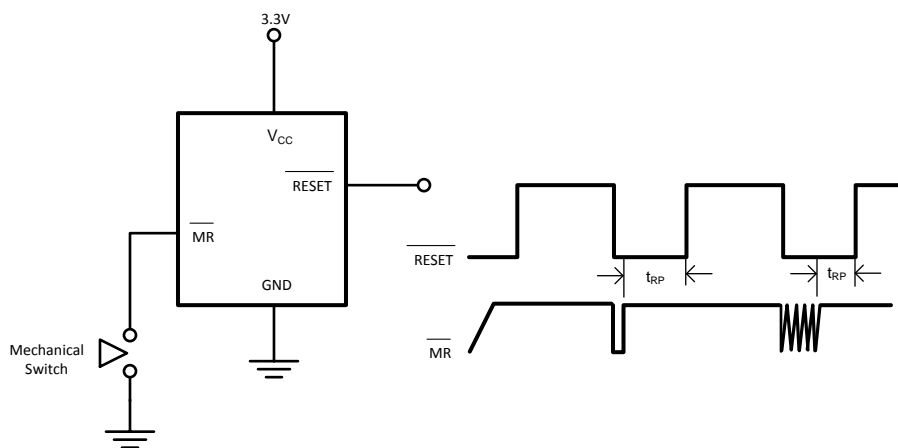 3.3V
VCC
RESET
MR
GND
Mechanical
Switch
RESET
tRP
tRP
MR